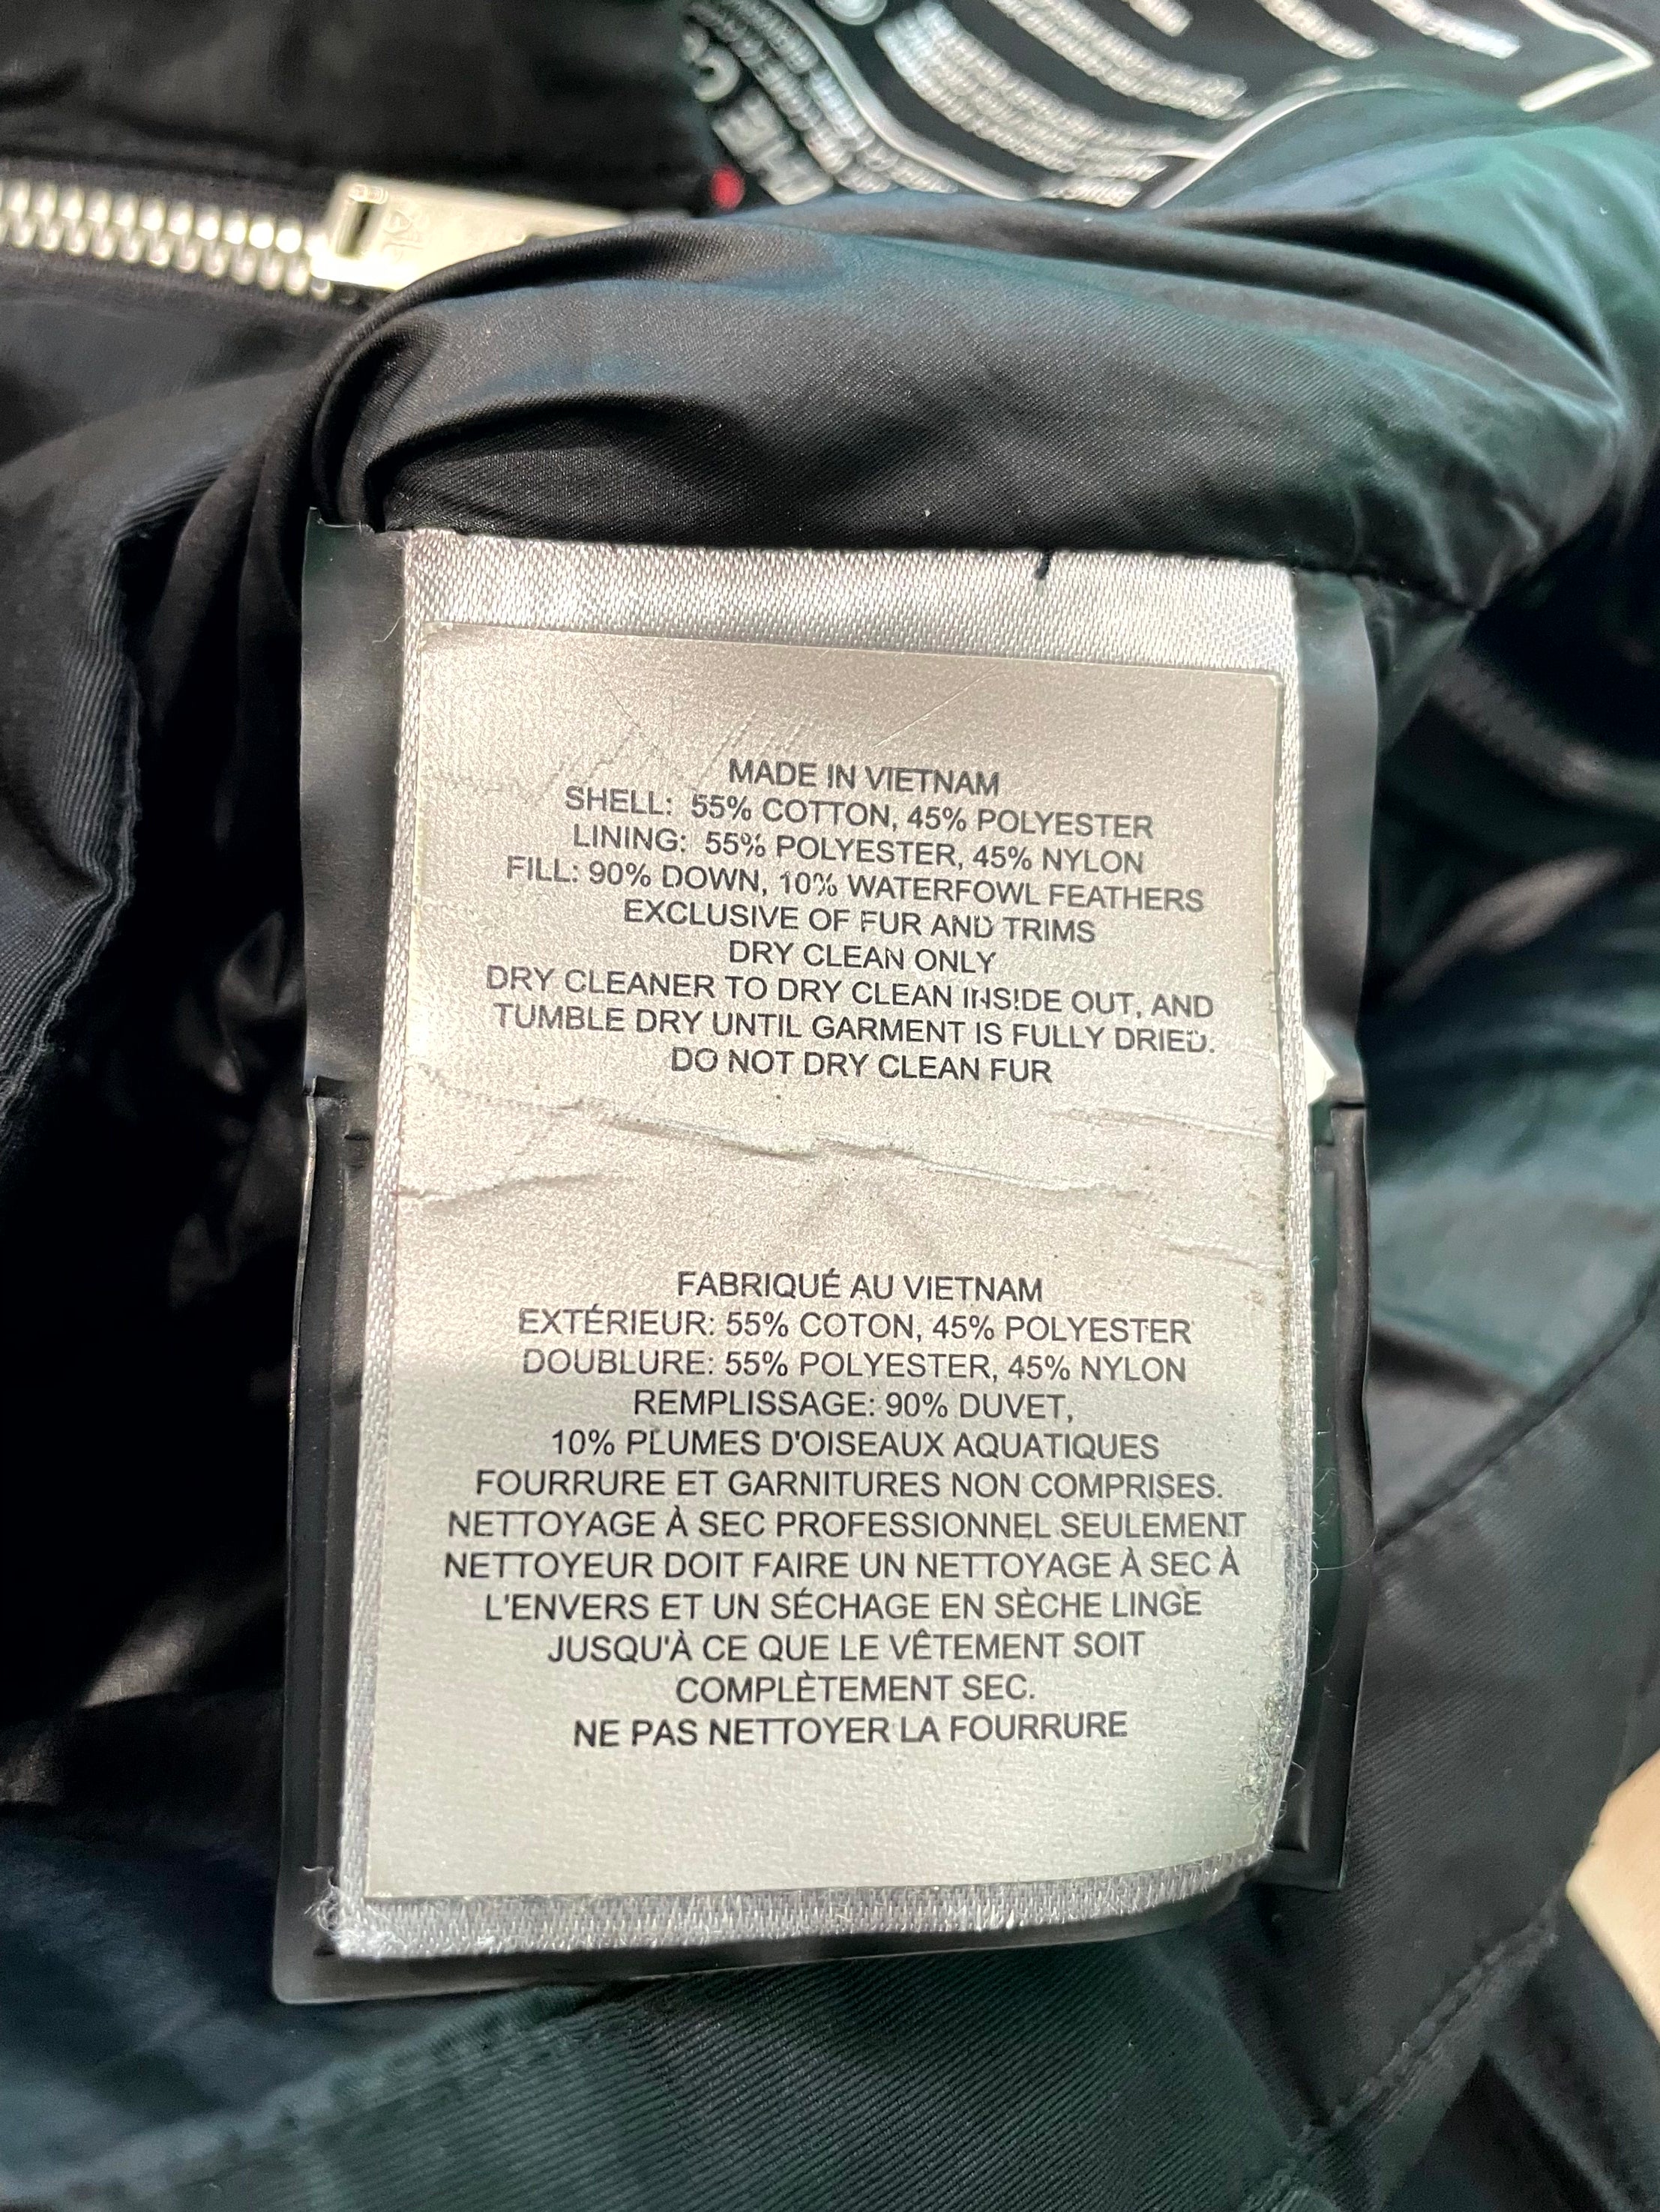 MADE IN VIETNAM
SHELL: 55% COTTON, 45% POLYESTER
LINING: 55% POLYESTER, 45% NYLON
FILL: 90% DOWN, 10% WATERFOWL FEATHERS
EXCLUSIVE OF FUR AND TRIMS
DRY CLEAN ONLY
DRY CLEANER TO DRY CLEAN INSIDE OUT, AND
TUMBLE DRY UNTIL GARMENT IS FULLY DRIED.
DO NOT DRY CLEAN FUR
FABRIQUÉ AU VIETNAM
EXTÉRIEUR: 55% COTON, 45% POLYESTER
DOUBLURE: 55% POLYESTER, 45% NYLON
REMPLISSAGE: 90% DUVET,
10% PLUMES D'OISEAUX AQUATIQUES
FOURRURE ET GARNITURES NON COMPRISES.
NETTOYAGE À SEC PROFESSIONNEL SEULEMENT
NETTOYEUR DOIT FAIRE UN NETTOYAGE À SEC À
L'ENVERS ET UN SÉCHAGE EN SÈCHE LINGE
JUSQU'À CE QUE LE VÊTEMENT SOIT
COMPLÈTEMENT SEC.
NE PAS NETTOYER LA FOURRURE